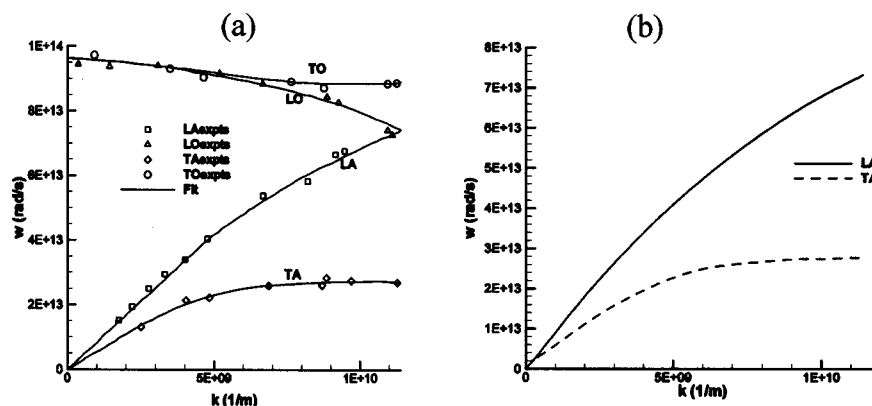 (a)
1E+14
8E+13
6E+13
4E+13
2E+13
0
w (rad/s)
TO
LO
LA
TA
LAexpts
LOexpts
TAexpts
TOexpts
Fit
0
5E+09
1E+10
k (1/m)
(b)
8E+13
7E+13
6E+13
5E+13
4E+13
3E+13
2E+13
1E+13
0
w (rad/s)
LA
TA
0
5E+09
1E+10
k (1/m)